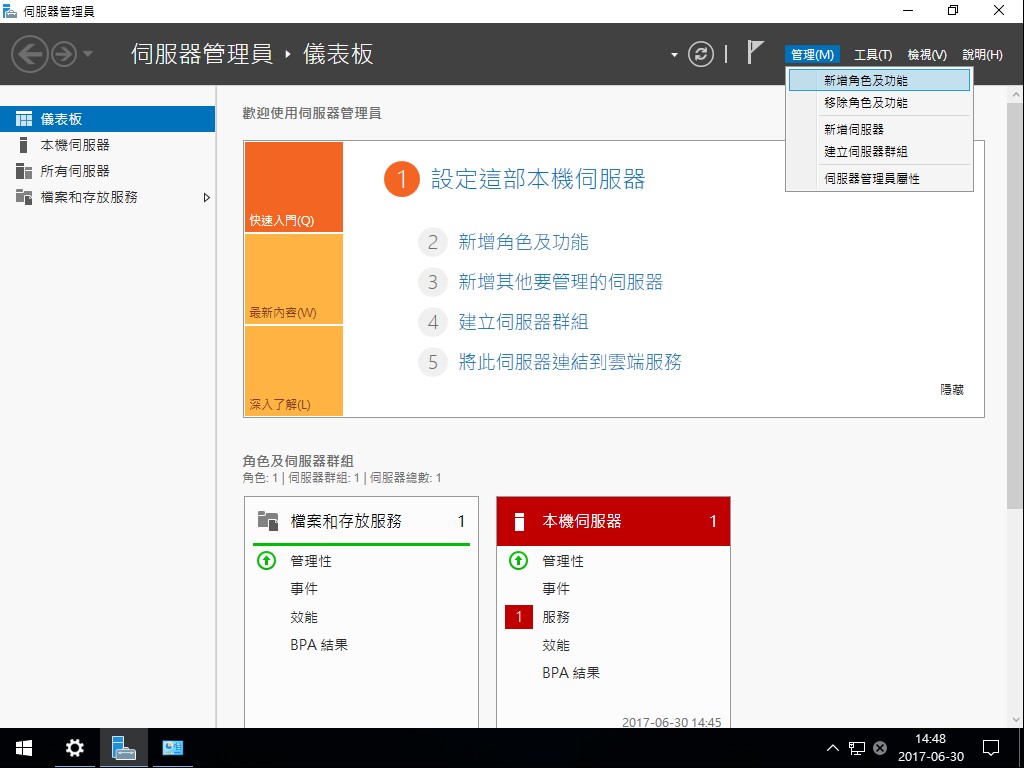 伺服器管理員
伺服器管理員 ‣ 儀表板
管理(M) 工具(T) 檢視(V) 說明(H)
新增角色及功能
移除角色及功能
新增伺服器
建立伺服器群組
伺服器管理員屬性
儀表板
本機伺服器
所有伺服器
檔案和存放服務
歡迎使用伺服器管理員
快速入門(Q)
最新內容(W)
深入了解(L)
1 設定這部本機伺服器
2 新增角色及功能
3 新增其他要管理的伺服器
4 建立伺服器群組
5 將此伺服器連結到雲端服務
隱藏
角色及伺服器群組
角色: 1 | 伺服器群組: 1 | 伺服器總數: 1
檔案和存放服務 1
管理性
事件
效能
BPA 結果
本機伺服器 1
管理性
事件
1 服務
效能
BPA 結果
2017-06-30 14:45
14:48
2017-06-30